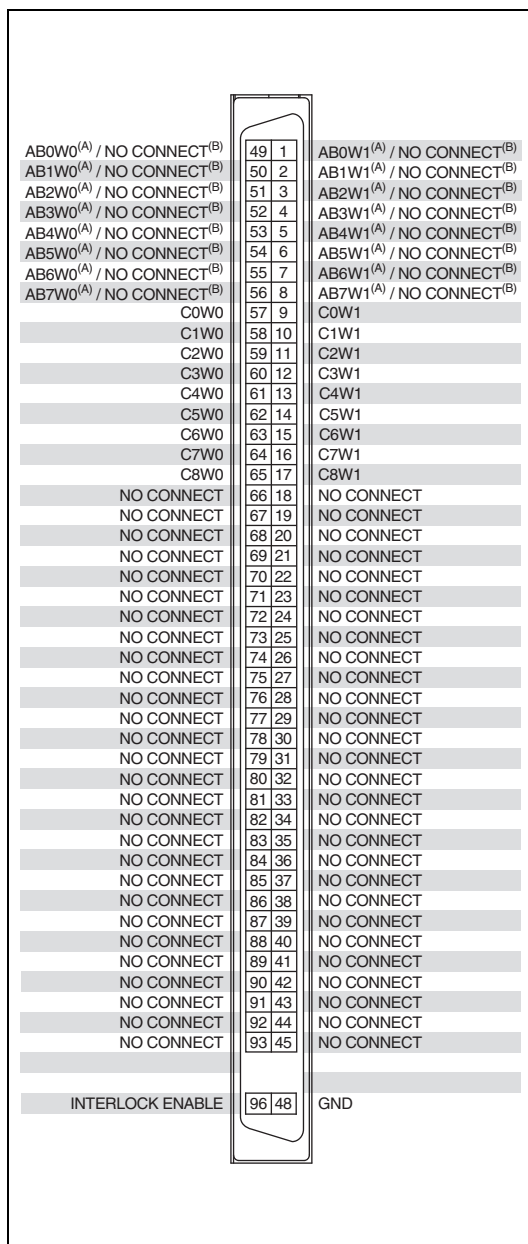 AB0W0(A) / NO CONNECT(B) 49 1 AB0W1(A) / NO CONNECT(B)
AB1W0(A) / NO CONNECT(B) 50 2 AB1W1(A) / NO CONNECT(B)
AB2W0(A) / NO CONNECT(B) 51 3 AB2W1(A) / NO CONNECT(B)
AB3W0(A) / NO CONNECT(B) 52 4 AB3W1(A) / NO CONNECT(B)
AB4W0(A) / NO CONNECT(B) 53 5 AB4W1(A) / NO CONNECT(B)
AB5W0(A) / NO CONNECT(B) 54 6 AB5W1(A) / NO CONNECT(B)
AB6W0(A) / NO CONNECT(B) 55 7 AB6W1(A) / NO CONNECT(B)
AB7W0(A) / NO CONNECT(B) 56 8 AB7W1(A) / NO CONNECT(B)
C0W0 57 9 C0W1
C1W0 58 10 C1W1
C2W0 59 11 C2W1
C3W0 60 12 C3W1
C4W0 61 13 C4W1
C5W0 62 14 C5W1
C6W0 63 15 C6W1
C7W0 64 16 C7W1
C8W0 65 17 C8W1
NO CONNECT 66 18 NO CONNECT
NO CONNECT 67 19 NO CONNECT
NO CONNECT 68 20 NO CONNECT
NO CONNECT 69 21 NO CONNECT
NO CONNECT 70 22 NO CONNECT
NO CONNECT 71 23 NO CONNECT
NO CONNECT 72 24 NO CONNECT
NO CONNECT 73 25 NO CONNECT
NO CONNECT 74 26 NO CONNECT
NO CONNECT 75 27 NO CONNECT
NO CONNECT 76 28 NO CONNECT
NO CONNECT 77 29 NO CONNECT
NO CONNECT 78 30 NO CONNECT
NO CONNECT 79 31 NO CONNECT
NO CONNECT 80 32 NO CONNECT
NO CONNECT 81 33 NO CONNECT
NO CONNECT 82 34 NO CONNECT
NO CONNECT 83 35 NO CONNECT
NO CONNECT 84 36 NO CONNECT
NO CONNECT 85 37 NO CONNECT
NO CONNECT 86 38 NO CONNECT
NO CONNECT 87 39 NO CONNECT
NO CONNECT 88 40 NO CONNECT
NO CONNECT 89 41 NO CONNECT
NO CONNECT 90 42 NO CONNECT
NO CONNECT 91 43 NO CONNECT
NO CONNECT 92 44 NO CONNECT
NO CONNECT 93 45 NO CONNECT
INTERLOCK ENABLE 96 48 GND